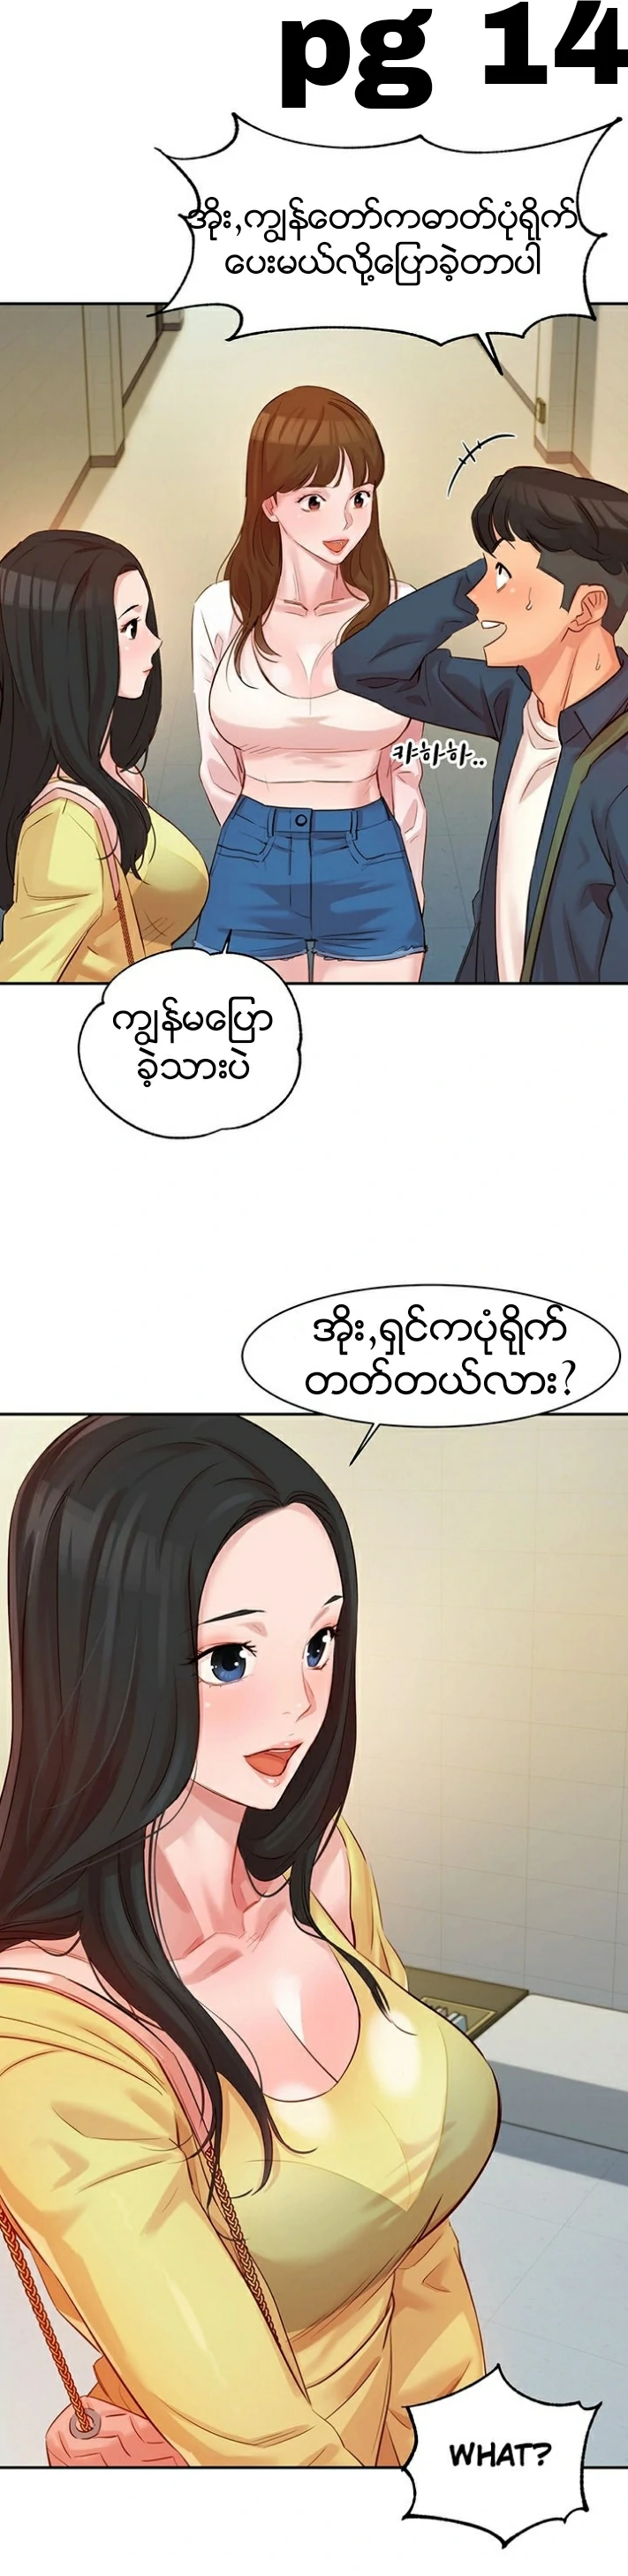 pg 14
အိုး,ကျွန်တော်ကဓာတ်ပုံရိုက်
ပေးမယ်လို့ပြောခဲ့တာပါ
캬하하..
ကျွန်မပြော
ခဲ့သားပဲ
အိုး,ရှင်ကပုံရိုက်
တတ်တယ်လား?
WHAT?